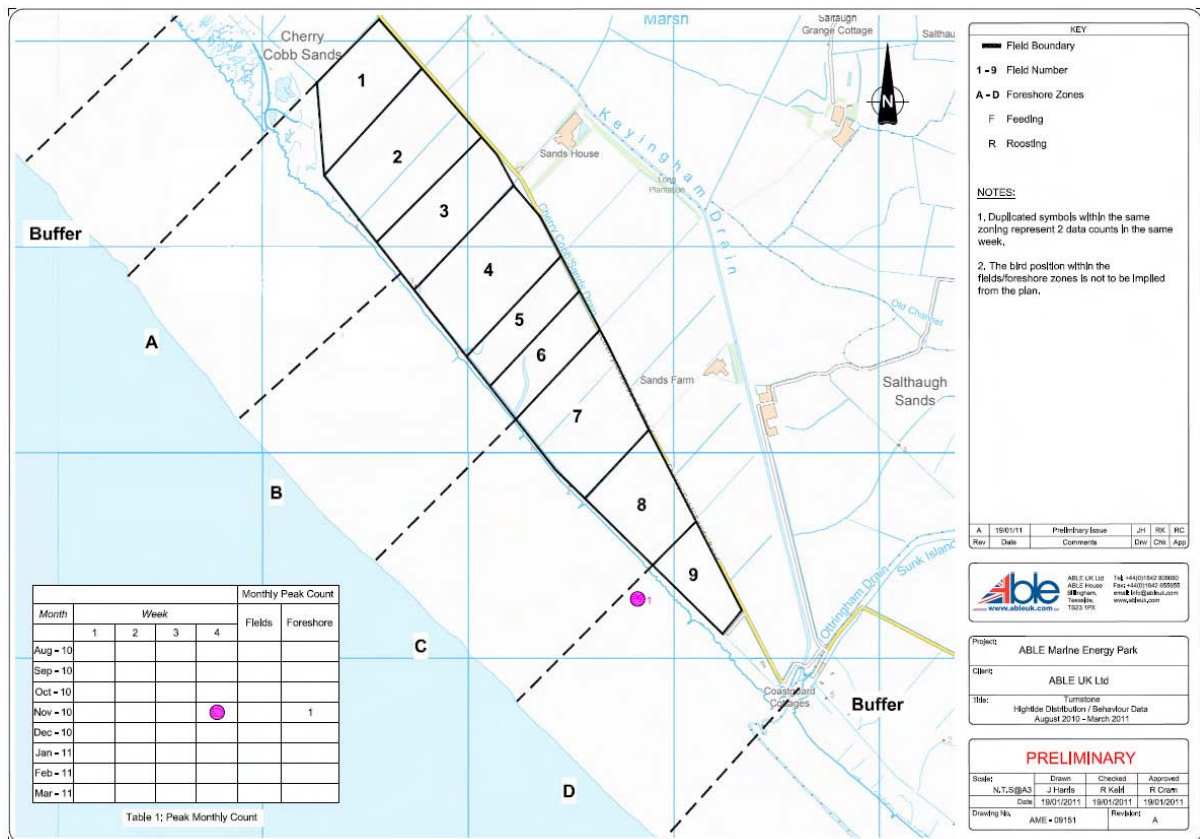 Marsh
Saltaugh
Grange Cottage
Cherry
Cobb Sands
1
2
3
4
5
6
7
8
9
Keyingham Drain
Sands House
Long
Plantation
Cherry Cobb Sands Drain
Old Channel
Sands Farm
Salthaugh
Sands
Sunk Island
Ottringham Drain
Coastguard
Cottages
Buffer
A
B
C
D
Buffer
1
N
KEY
Field Boundary
1 - 9 Field Number
A - D Foreshore Zones
F Feeding
R Roosting
NOTES:
1. Duplicated symbols within the same
zoning represent 2 data counts in the same
week.
2. The bird position within the
fields/foreshore zones is not to be implied
from the plan.
A 19/01/11 Preliminary Issue JH RK RC
Rev Date Comments Drw Chk App
Able
www.ableuk.com
ABLE UK Ltd
ABLE House
Billingham,
Teesside,
TS23 1PX
Project:
ABLE Marine Energy Park
Client:
ABLE UK Ltd
Title:
Turnstone
Hightide Distribution / Behaviour Data
August 2010 - March 2011
PRELIMINARY
Scale: Drawn Checked Approved
N.T.S@A3 J Harris R Keld R Cram
Date 19/01/2011 19/01/2011 19/01/2011
Drawing No. Revision:
AME - 09151 A
Monthly Peak Count
Month Week Fields Foreshore
1 2 3 4
Aug - 10
Sep - 10
Oct - 10
Nov - 10 1
Dec - 10
Jan - 11
Feb - 11
Mar - 11
Table 1: Peak Monthly Count